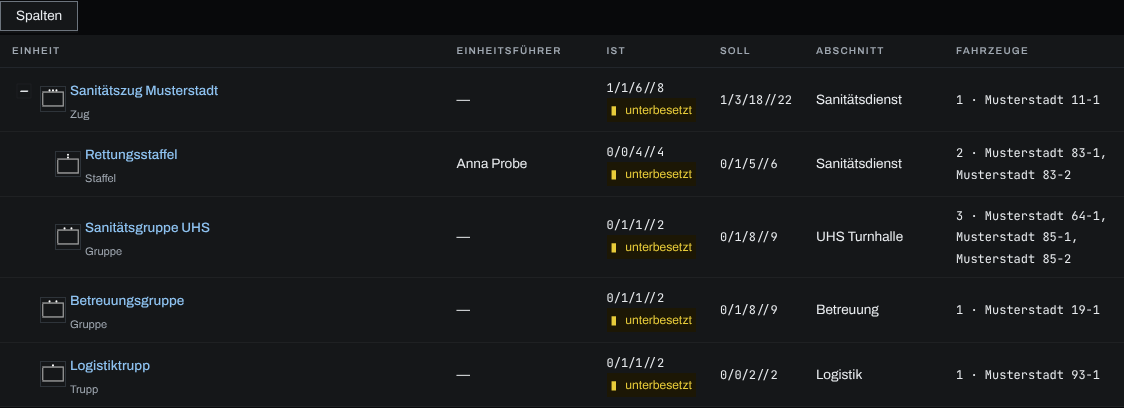 Spalten
EINHEIT EINHEITSFÜHRER IST SOLL ABSCHNITT FAHRZEUGE
Sanitätszug Musterstadt
Zug
—
1/1/6//8
unterbesetzt
1/3/18//22
Sanitätsdienst
1 · Musterstadt 11-1
Rettungsstaffel
Staffel
Anna Probe
0/0/4//4
unterbesetzt
0/1/5//6
Sanitätsdienst
2 · Musterstadt 83-1,
Musterstadt 83-2
Sanitätsgruppe UHS
Gruppe
—
0/1/1//2
unterbesetzt
0/1/8//9
UHS Turnhalle
3 · Musterstadt 64-1,
Musterstadt 85-1,
Musterstadt 85-2
Betreuungsgruppe
Gruppe
—
0/1/1//2
unterbesetzt
0/1/8//9
Betreuung
1 · Musterstadt 19-1
Logistiktrupp
Trupp
—
0/1/1//2
unterbesetzt
0/0/2//2
Logistik
1 · Musterstadt 93-1